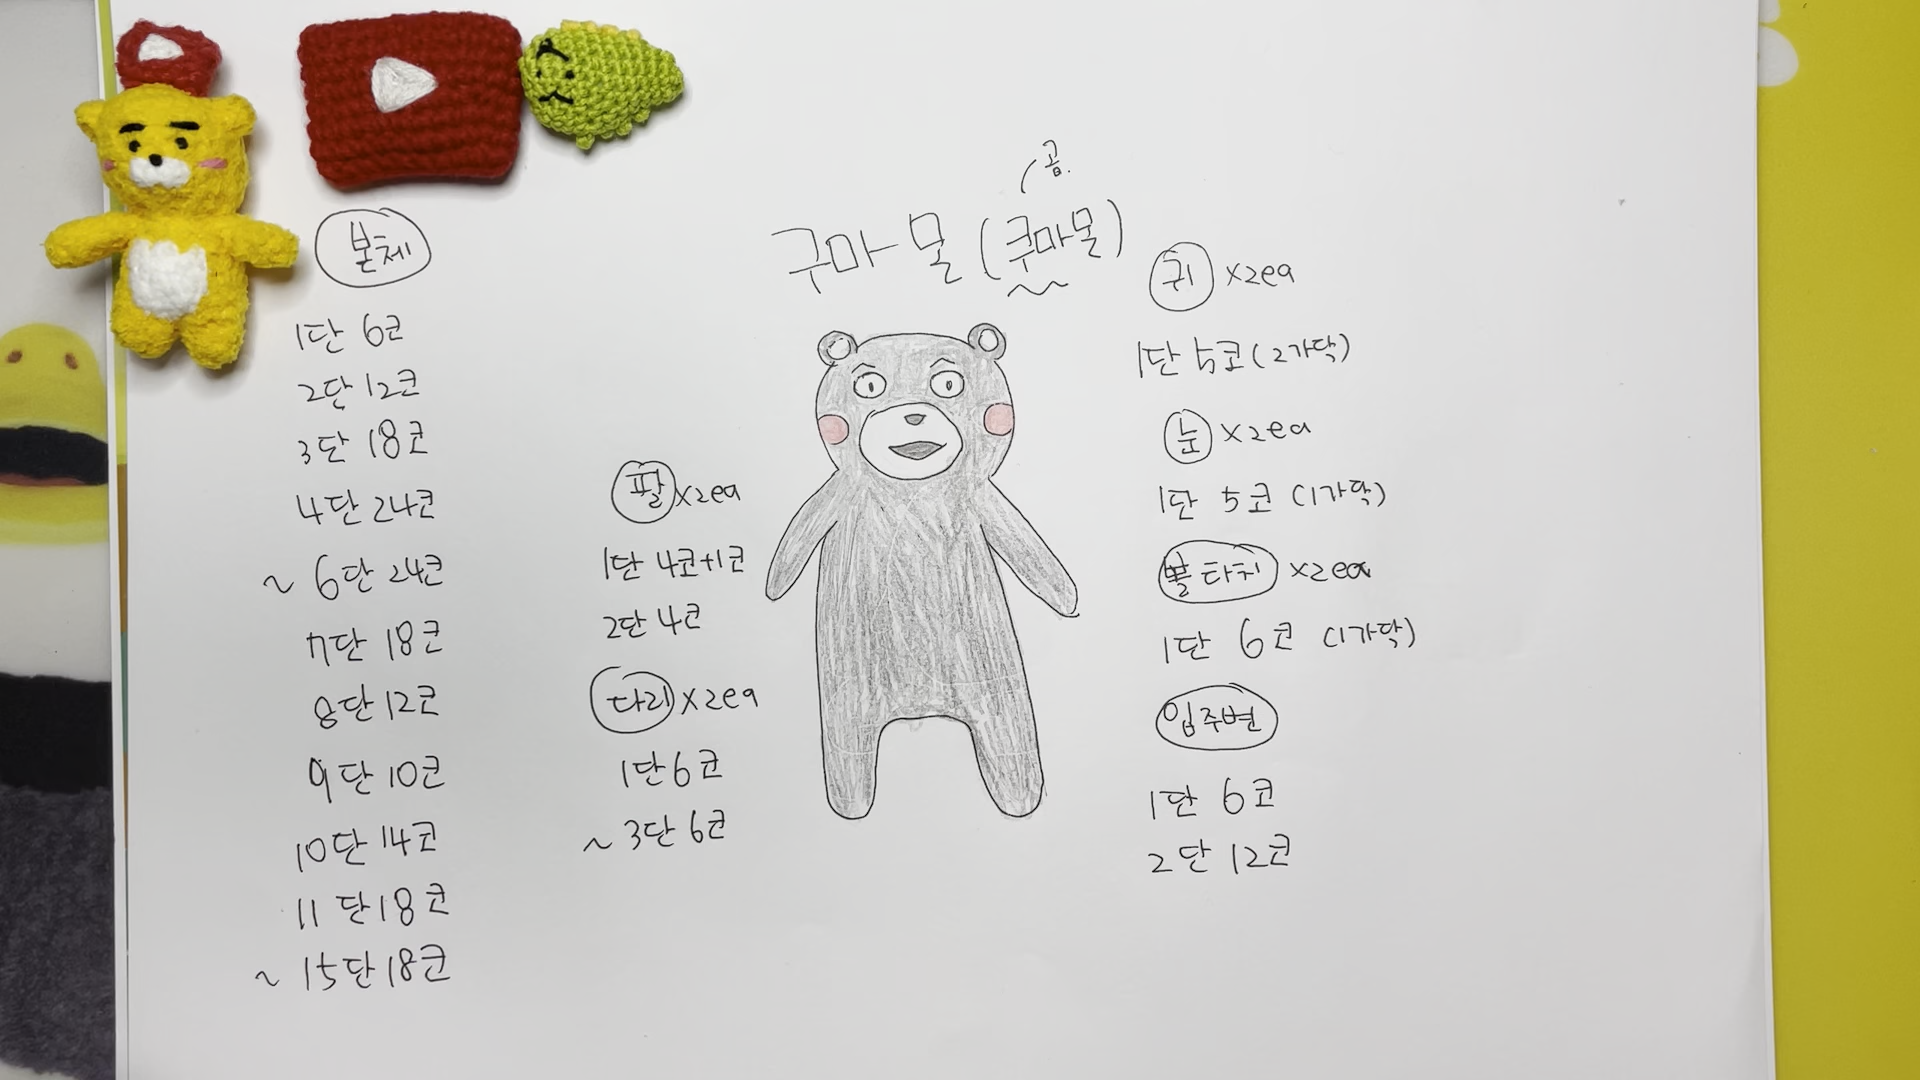 곰.
구마몬 (쿠마몬)
본체
1단 6코
2단 12코
3단 18코
4단 24코
~ 6단 24코
7단 18코
8단 12코
9단 10코
10단 14코
11단 18코
~ 15단 18코
팔 x2ea
1단 4코+1코
2단 4코
다리 x2ea
1단 6코
~ 3단 6코
귀 x2ea
1단 5코 (2가닥)
눈 x2ea
1단 5코 (1가닥)
볼터치 x2ea
1단 6코 (1가닥)
입주변
1단 6코
2단 12코